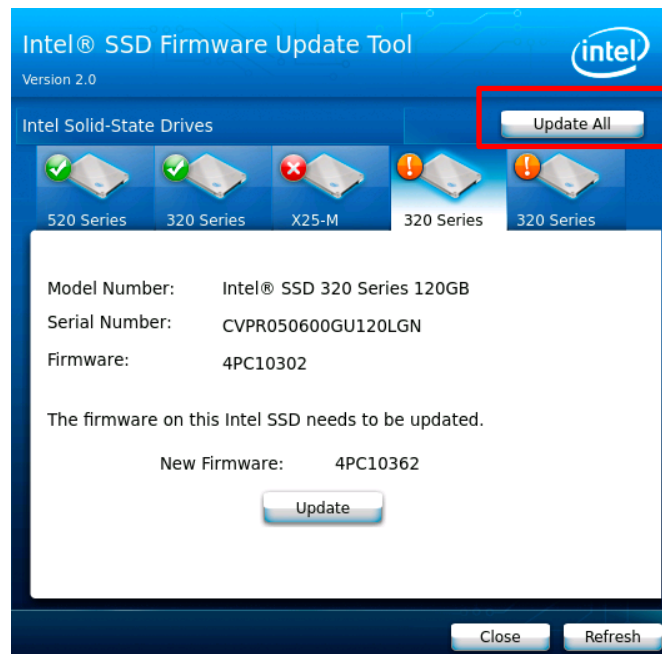 Intel® SSD Firmware Update Tool
intel
Version 2.0
Intel Solid-State Drives
Update All
520 Series 320 Series X25-M 320 Series 320 Series
Model Number: Intel® SSD 320 Series 120GB
Serial Number: CVPR050600GU120LGN
Firmware: 4PC10302
The firmware on this Intel SSD needs to be updated.
New Firmware: 4PC10362
Update
Close Refresh